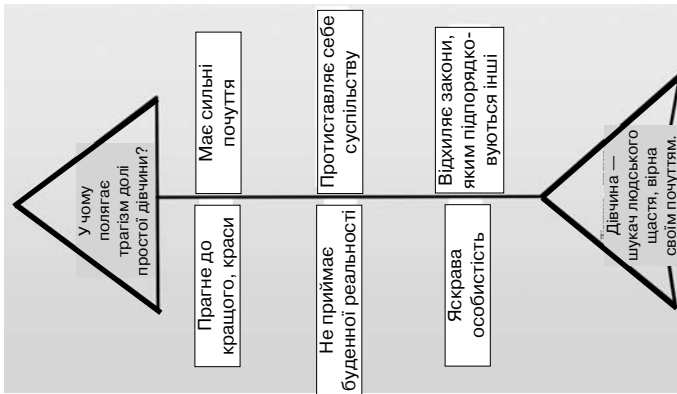 У чому
полягає
трагізм долі
простої дівчини?
Має сильні
почуття
Прагне до
кращого, краси
Протиставляє себе
суспільству
Не приймає
буденної реальності
Відхиляє закони,
яким підпорядко-
вуються інші
Яскрава
особистість
Дівчина —
шукач людського
щастя, вірна
своїм почуттям.